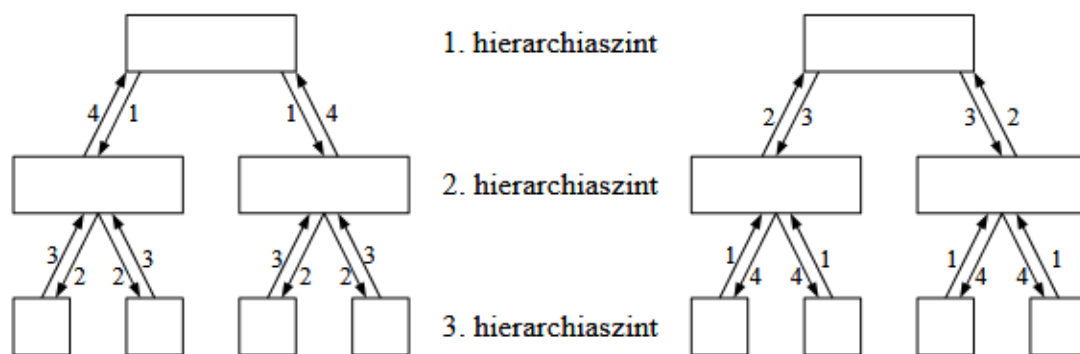 1. hierarchiaszint
4 1 1 4 2 3 3 2
2. hierarchiaszint
3 2 2 3 3 2 2 3 1 4 4 1 1 4 4 1
3. hierarchiaszint